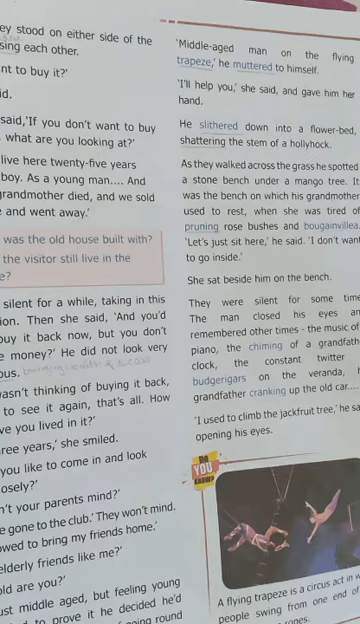 ey stood on either side of the
sing each other.
nt to buy it?'
id.
said,'If you don't want to buy
what are you looking at?'
live here twenty-five years
boy. As a young man.... And
grandmother died, and we sold
e and went away.'
was the old house built with?
the visitor still live in the
e?
silent for a while, taking in this
ion. Then she said, 'And you'd
buy it back now, but you don't
e money?' He did not look very
ous.
asn't thinking of buying it back,
to see it again, that's all. How
ve you lived in it?'
ree years,' she smiled.
you like to come in and look
osely?'
n't your parents mind?'
e gone to the club.' They won't mind.
owed to bring my friends home.'
elderly friends like me?'
old are you?'
ust middle aged, but feeling young
to prove it he decided he'd
going round
'Middle-aged man on the flying
trapeze,' he muttered to himself.
'I'll help you,' she said, and gave him her
hand.
He slithered down into a flower-bed,
shattering the stem of a hollyhock.
As they walked across the grass he spotted
a stone bench under a mango tree. It
was the bench on which his grandmother
used to rest, when she was tired of
pruning rose bushes and bougainvillea.
'Let's just sit here,' he said. 'I don't want
to go inside.'
She sat beside him on the bench.
They were silent for some time
The man closed his eyes an
remembered other times - the music of
piano, the chiming of a grandfath
clock, the constant twitter
budgerigars on the veranda, h
grandfather cranking up the old car....
'I used to climb the jackfruit tree,' he sa
opening his eyes.
DO
YOU
KNOW?
A flying trapeze is a circus act in w
people swing from one end of
ropes.